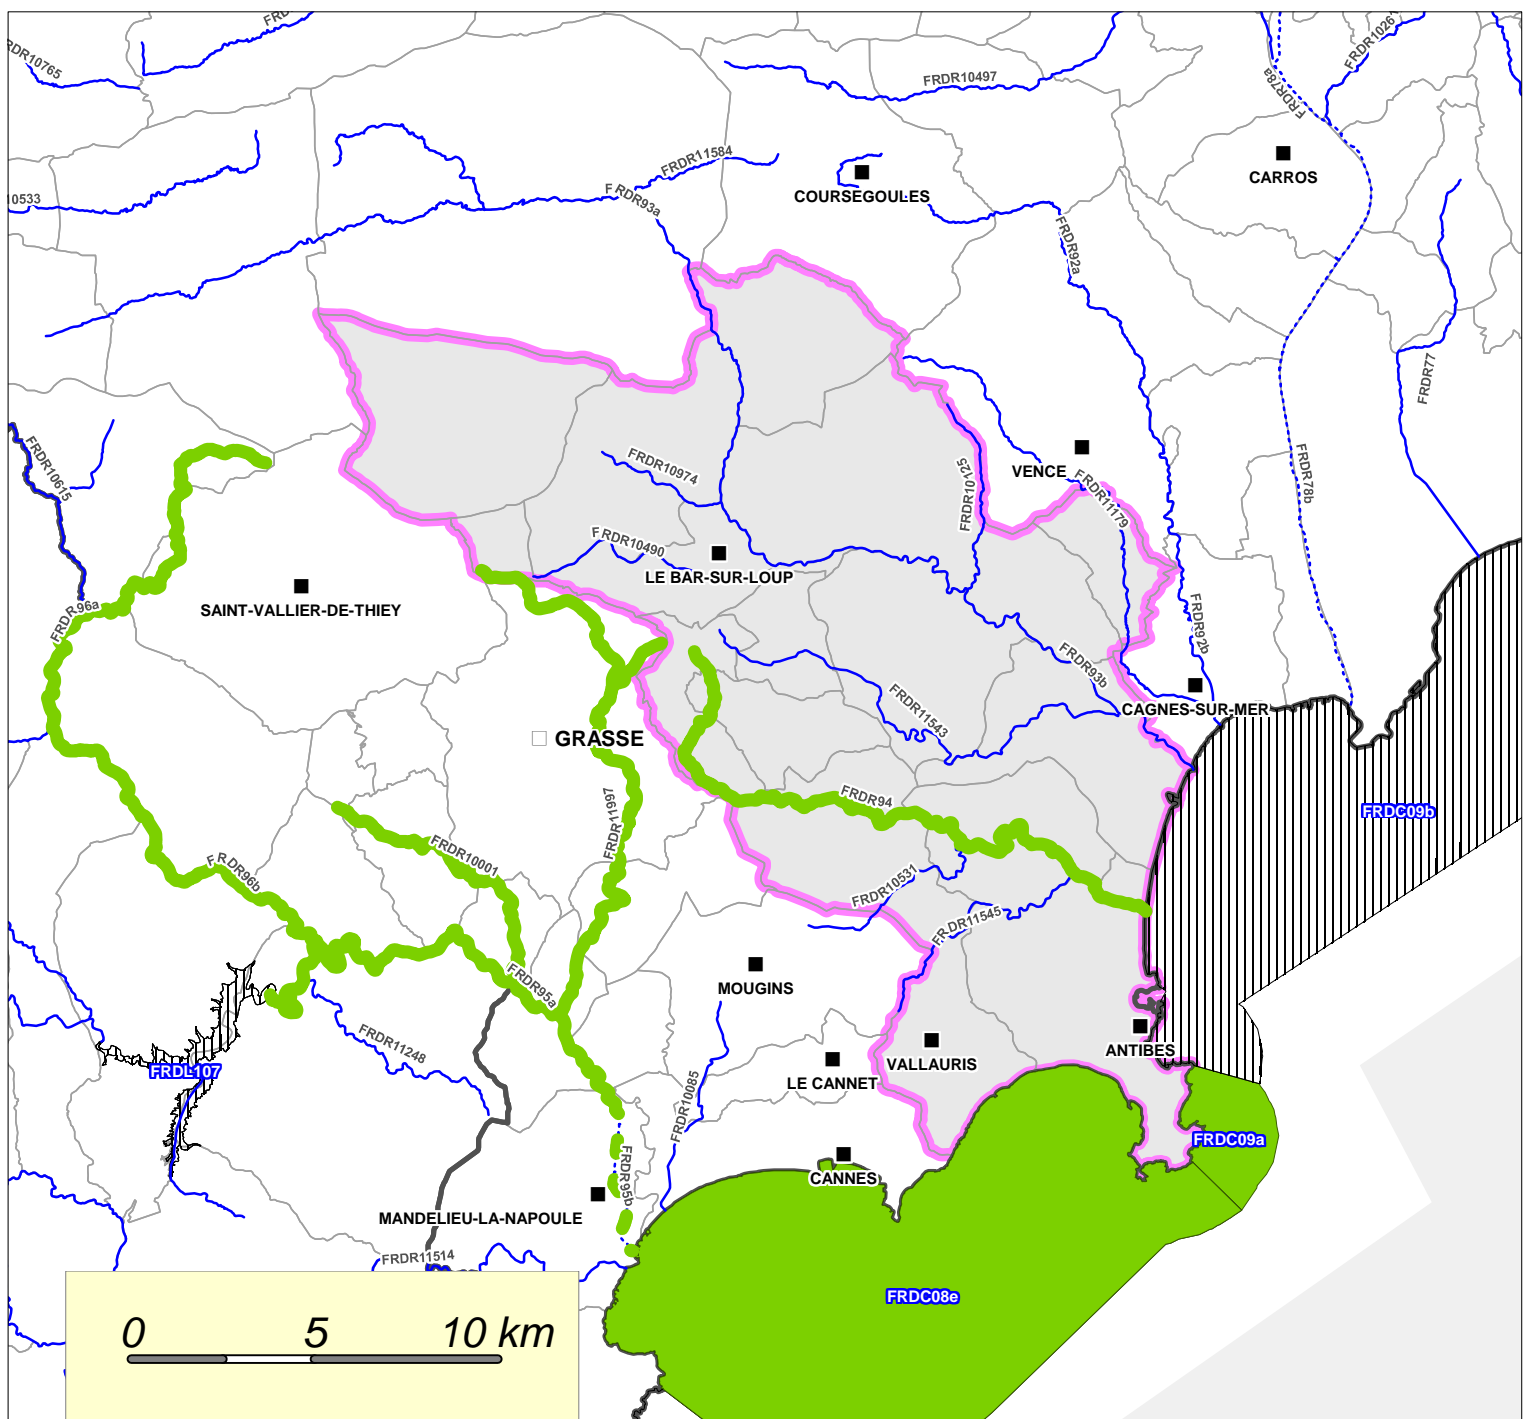 FRDR10765
FRDR10497
FRDR1026
FRDR78a
10533
FRDR11584
FRDR93a
COURSEGOULES
CARROS
FRDR92a
FRDR77
FRDR10615
FRDR10974
FRDR10125
VENCE
FRDR11179
FRDR78b
FRDR10490
LE BAR-SUR-LOUP
SAINT-VALLIER-DE-THIEY
FRDR96a
FRDR92b
FRDR93b
FRDR11543
CAGNES-SUR-MER
GRASSE
FRDR94
FRDC09b
FRDR11997
FRDR10001
FRDR96b
FRDR10531
FRDR11545
FRDR95a
MOUGINS
FRDR11248
FRDL107
ANTIBES
VALLAURIS
LE CANNET
FRDR10085
FRDC09a
CANNES
FRDR95b
MANDELIEU-LA-NAPOULE
FRDR11514
FRDC08e
0 5 10 km